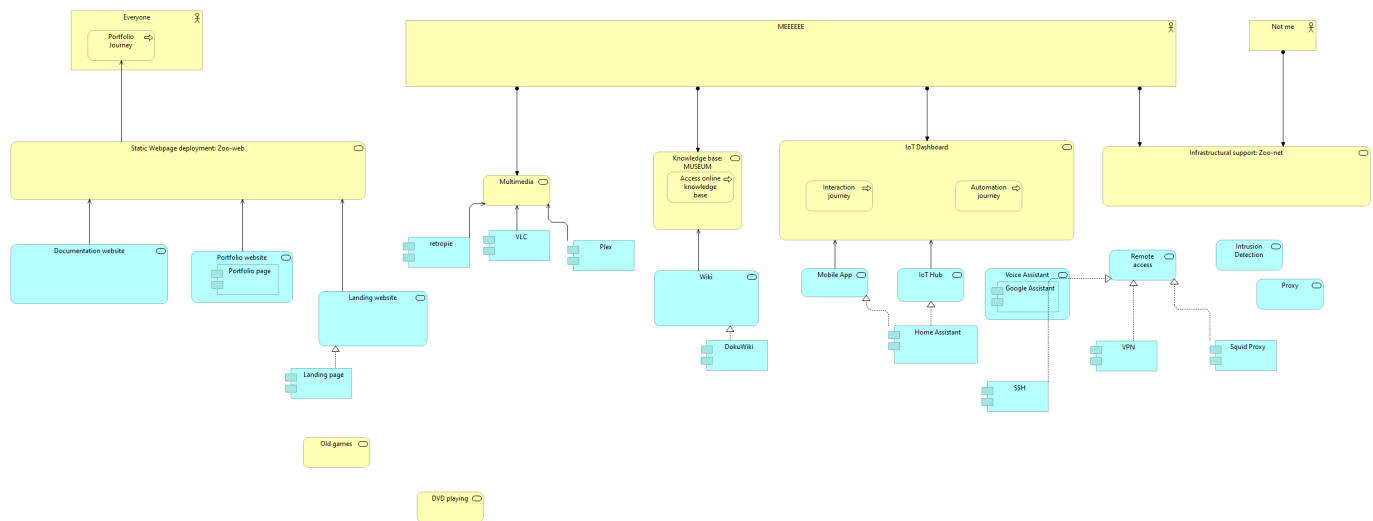 Everyone
Portfolio
Journey
MEEEEEE
Not me
Static Webpage deployment: Zoo-web
Multimedia
Knowledge base:
MUSEUM
Access online
knowledge
base
IoT Dashboard
Interaction
journey
Automation
journey
Infrastructural support: Zoo-net
Documentation website
Portfolio website
Portfolio page
Landing website
Landing page
retropie
VLC
Plex
Wiki
DokuWiki
Mobile App
IoT Hub
Home Assistant
Voice Assistant
Google Assistant
SSH
Remote
access
VPN
Squid Proxy
Intrusion
Detection
Proxy
Old games
DVD playing